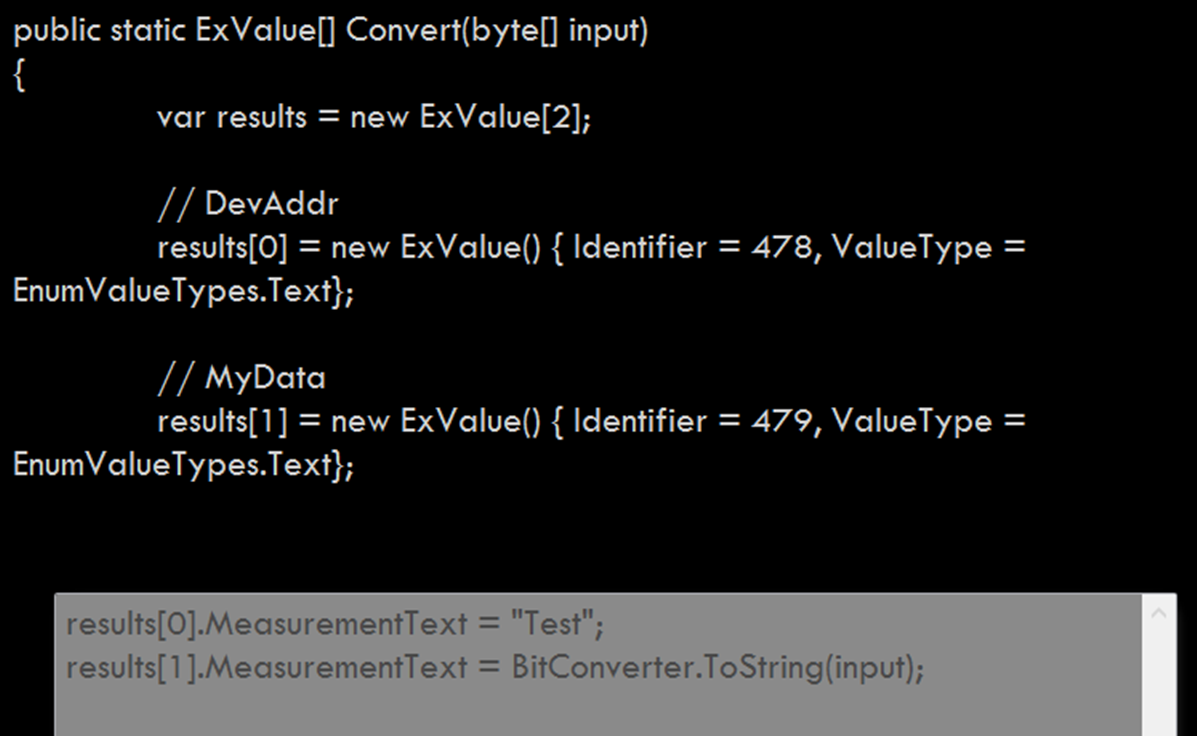 public static ExValue[] Convert(byte[] input)
{
var results = new ExValue[2];
// DevAddr
results[0] = new ExValue() { Identifier = 478, ValueType =
EnumValueTypes.Text};
// MyData
results[1] = new ExValue() { Identifier = 479, ValueType =
EnumValueTypes.Text};
results[0].MeasurementText = "Test";
results[1].MeasurementText = BitConverter.ToString(input);